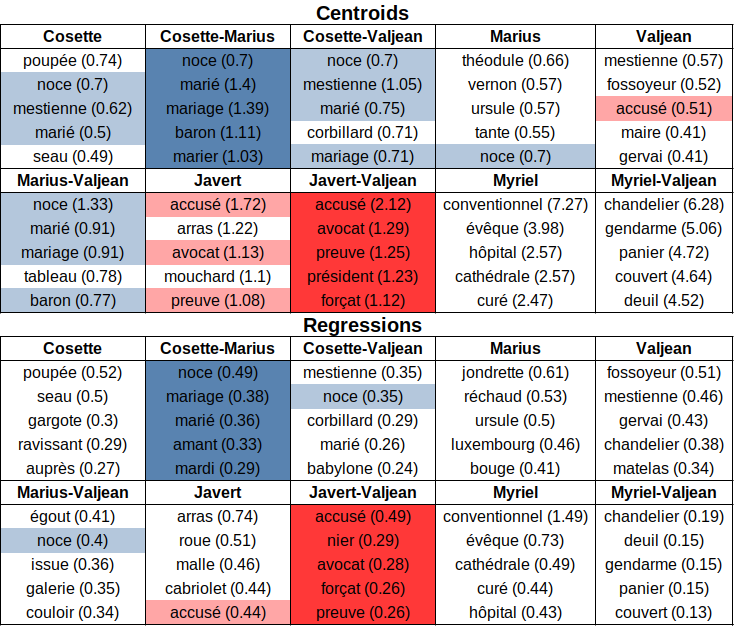 Centroids
Cosette Cosette-Marius Cosette-Valjean Marius Valjean
poupée (0.74) noce (0.7) noce (0.7) théodule (0.66) mestienne (0.57)
noce (0.7) marié (1.4) mestienne (1.05) vernon (0.57) fossoyeur (0.52)
mestienne (0.62) mariage (1.39) marié (0.75) ursule (0.57) accusé (0.51)
marié (0.5) baron (1.11) corbillard (0.71) tante (0.55) maire (0.41)
seau (0.49) marier (1.03) mariage (0.71) noce (0.7) gervai (0.41)
Marius-Valjean Javert Javert-Valjean Myriel Myriel-Valjean
noce (1.33) accusé (1.72) accusé (2.12) conventionnel (7.27) chandelier (6.28)
marié (0.91) arras (1.22) avocat (1.29) évêque (3.98) gendarme (5.06)
mariage (0.91) avocat (1.13) preuve (1.25) hôpital (2.57) panier (4.72)
tableau (0.78) mouchard (1.1) président (1.23) cathédrale (2.57) couvert (4.64)
baron (0.77) preuve (1.08) forçat (1.12) curé (2.47) deuil (4.52)
Regressions
Cosette Cosette-Marius Cosette-Valjean Marius Valjean
poupée (0.52) noce (0.49) mestienne (0.35) jondrette (0.61) fossoyeur (0.51)
seau (0.5) mariage (0.38) noce (0.35) réchaud (0.53) mestienne (0.46)
gargote (0.3) marié (0.36) corbillard (0.29) ursule (0.5) gervai (0.43)
ravissant (0.29) amant (0.33) marié (0.26) luxembourg (0.46) chandelier (0.38)
auprès (0.27) mardi (0.29) babylone (0.24) bouge (0.41) matelas (0.34)
Marius-Valjean Javert Javert-Valjean Myriel Myriel-Valjean
égout (0.41) arras (0.74) accusé (0.49) conventionnel (1.49) chandelier (0.19)
noce (0.4) roue (0.51) nier (0.29) évêque (0.73) deuil (0.15)
issue (0.36) malle (0.46) avocat (0.28) cathédrale (0.49) gendarme (0.15)
galerie (0.35) cabriolet (0.44) forçat (0.26) curé (0.44) panier (0.15)
couloir (0.34) accusé (0.44) preuve (0.26) hôpital (0.43) couvert (0.13)